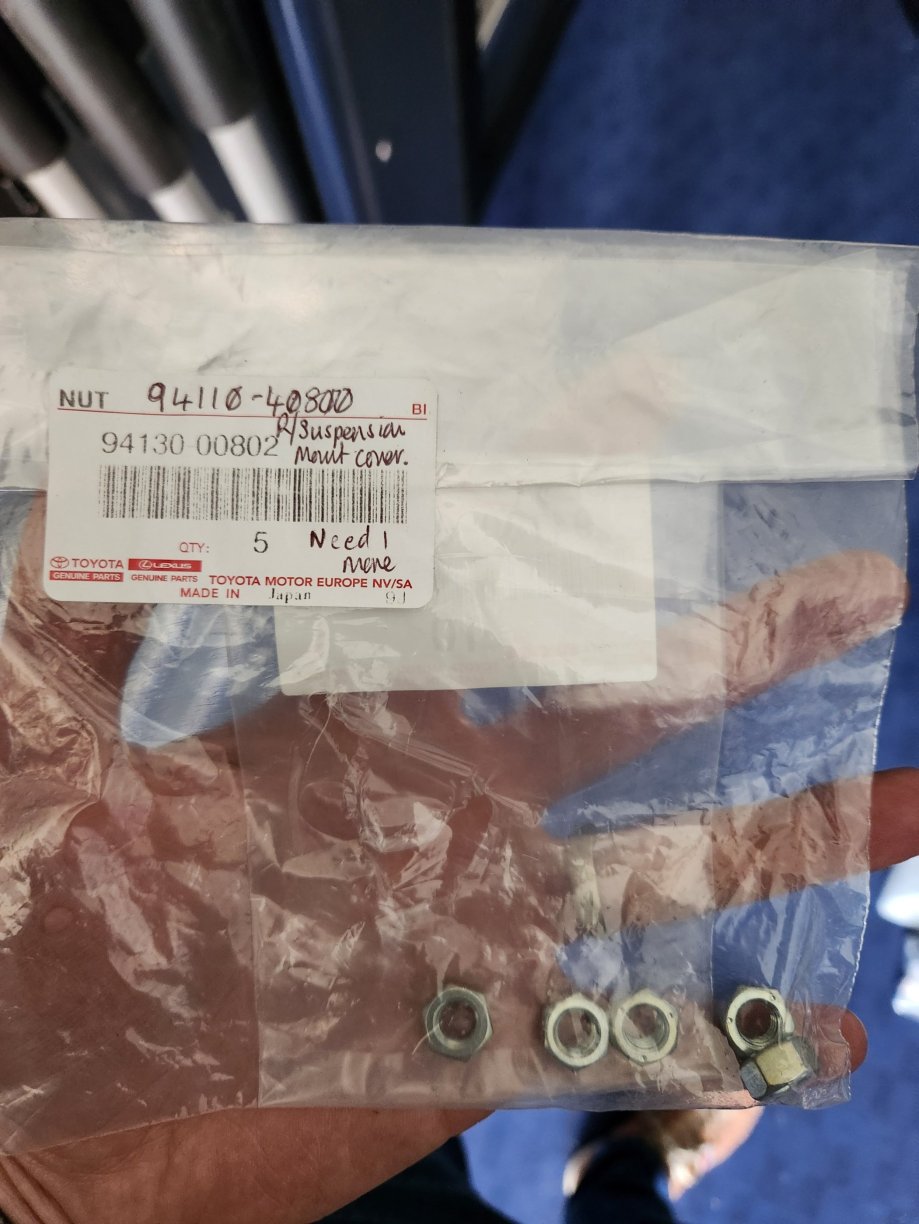 NUT 94110-40800
BI
R/Suspension
94130 00802
Mount cover.
QTY: 5 Need 1
more
TOYOTA LEXUS
GENUINE PARTS GENUINE PARTS TOYOTA MOTOR EUROPE NV/SA
MADE IN Japan 9J